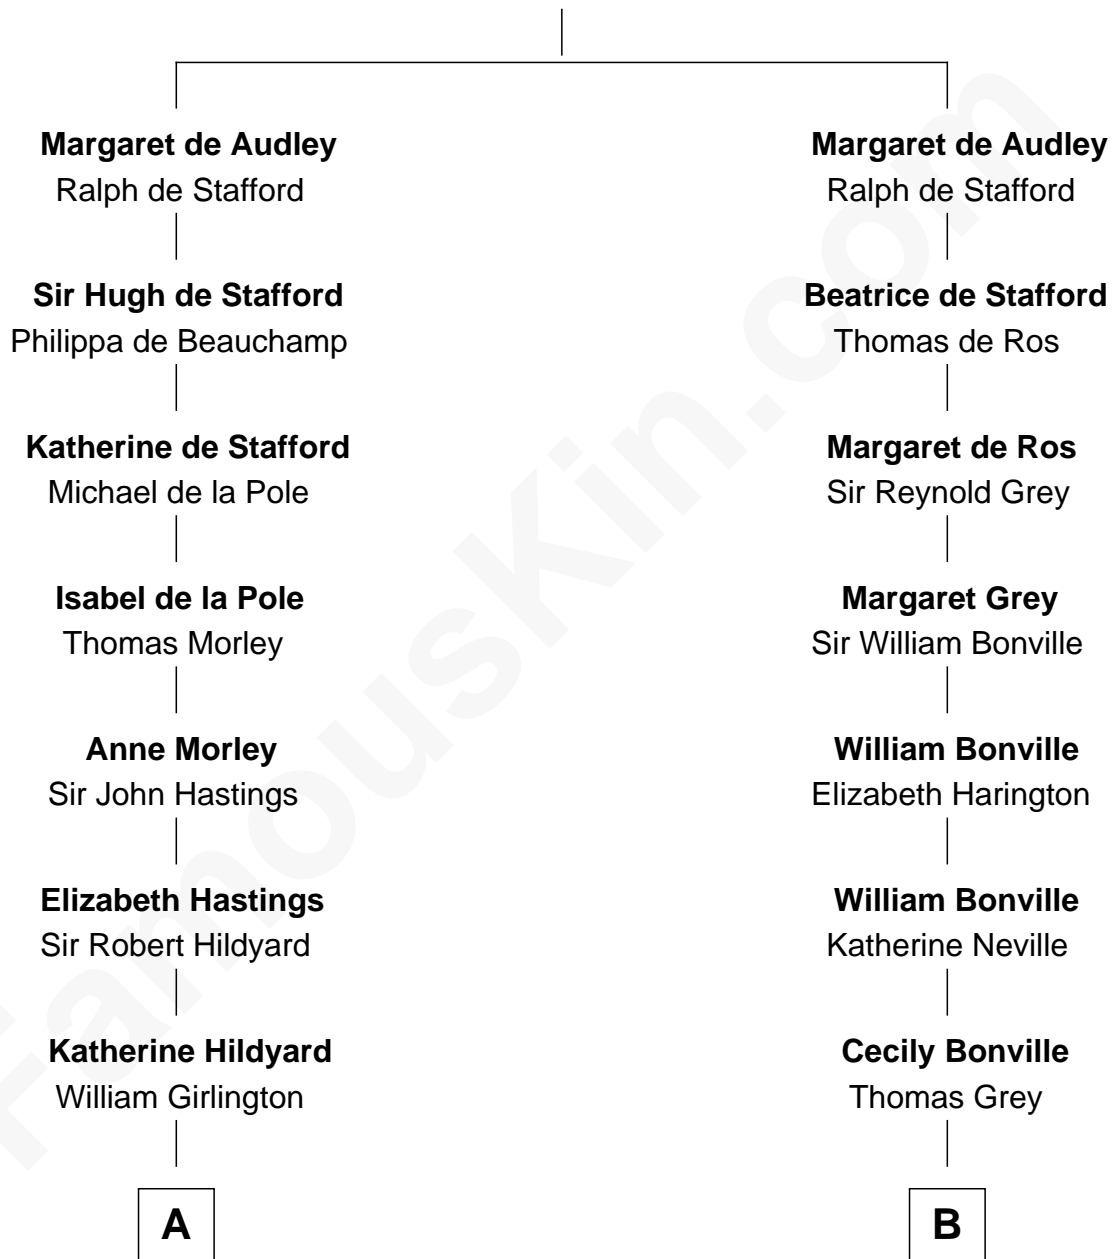 Margaret de Audley
Ralph de Stafford
Sir Hugh de Stafford
Philippa de Beauchamp
Katherine de Stafford
Michael de la Pole
Isabel de la Pole
Thomas Morley
Anne Morley
Sir John Hastings
Elizabeth Hastings
Sir Robert Hildyard
Katherine Hildyard
William Girlington
A
Margaret de Audley
Ralph de Stafford
Beatrice de Stafford
Thomas de Ros
Margaret de Ros
Sir Reynold Grey
Margaret Grey
Sir William Bonville
William Bonville
Elizabeth Harington
William Bonville
Katherine Neville
Cecily Bonville
Thomas Grey
B
FamousKin.com